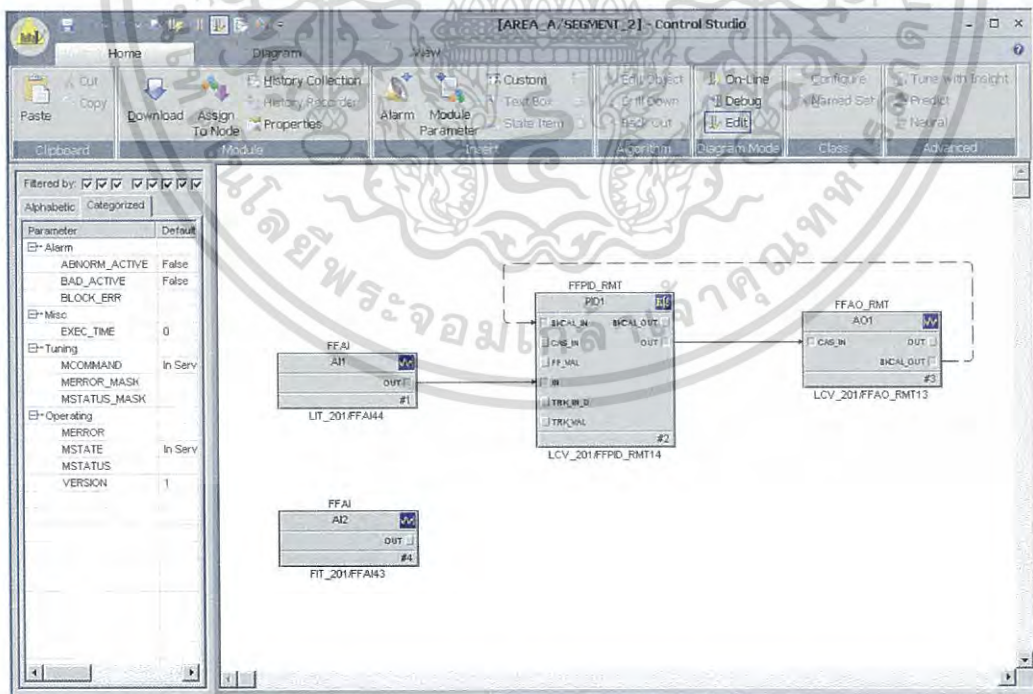 [AREA_A/SEGMENT_2] - Control Studio
Home Diagram View
Paste
Cut
Copy
Clipboard
Download
Assign To Node
History Collection
History Recorder
Properties
Module
Alarm
Module Parameter
Custom
Text Box
State Item
Insert
Edit Object
Drill Down
Back Out
Algorithm
On-Line
Debug
Edit
Diagram Mode
Configure
Named Set
Class
Tune with Insight
Predict
Neural
Advanced
Filtered by:
Alphabetic Categorized
Parameter Default
Alarm
ABNORM_ACTIVE False
BAD_ACTIVE False
BLOCK_ERR
Misc
EXEC_TIME 0
Tuning
MCOMMAND In Serv
MERROR_MASK
MSTATUS_MASK
Operating
MERROR
MSTATE In Serv
MSTATUS
VERSION 1
FFAI
AI1
OUT
#1
LIT_201/FFAI44
FFPID_RMT
PID1
BKCAL_IN BKCAL_OUT
CAS_IN OUT
FF_VAL
IN
TRK_IN_D
TRK_VAL
#2
LCV_201/FFPID_RMT14
FFAO_RMT
AO1
CAS_IN OUT
BKCAL_OUT
#3
LCV_201/FFAO_RMT13
FFAI
AI2
OUT
#4
FIT_201/FFAI43